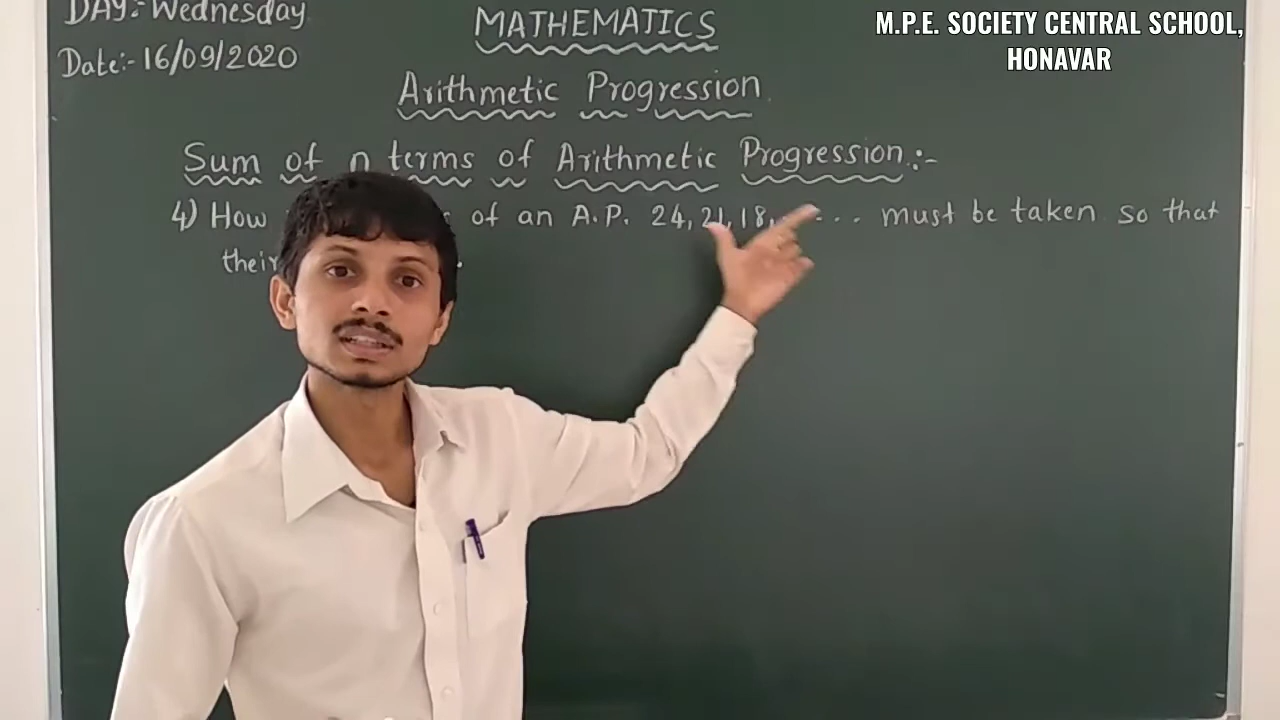 DAY:- Wednesday
Date:- 16/09/2020
MATHEMATICS
M.P.E. SOCIETY CENTRAL SCHOOL,
HONAVAR
Arithmetic Progression
Sum of n terms of Arithmetic Progression:-
4) How of an A.P. 24, 21, 18, ... must be taken so that
their